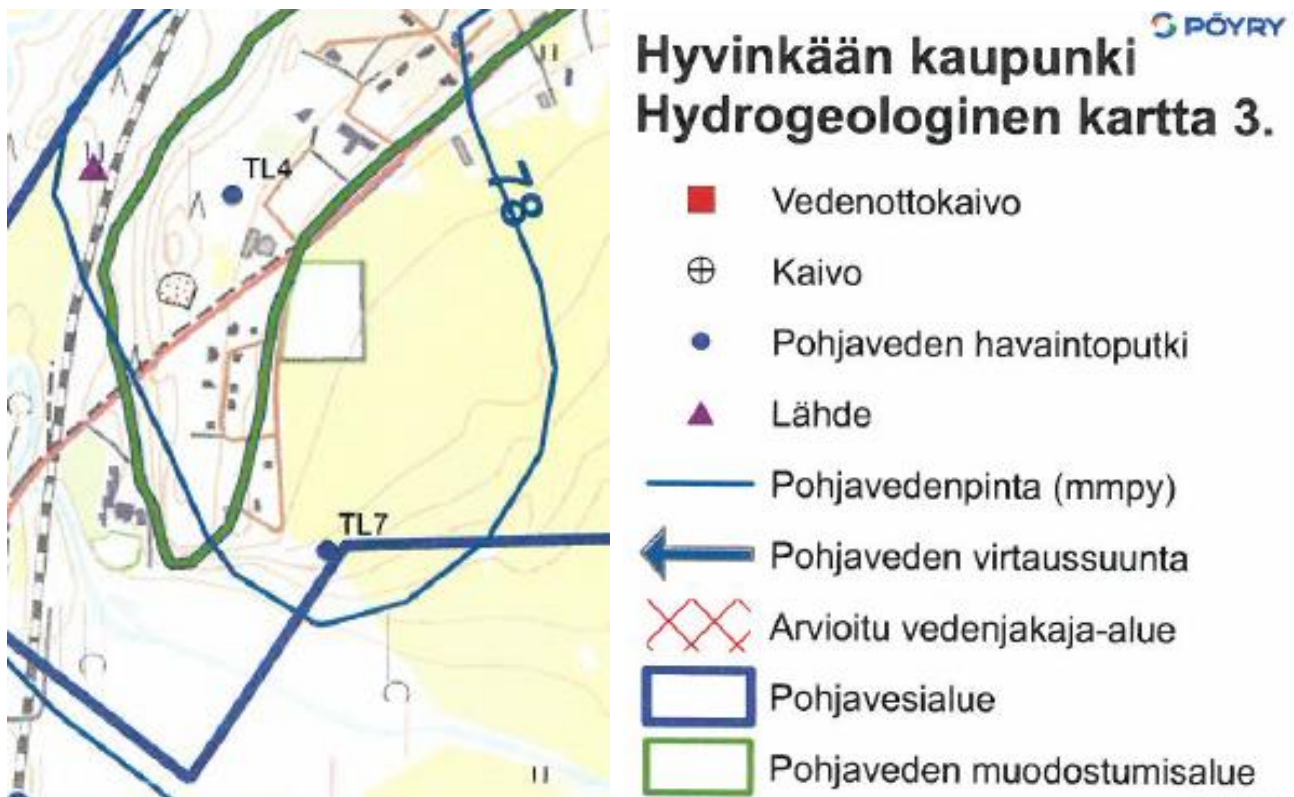 TL4
78
TL7
PÖYRY
Hyvinkään kaupunki
Hydrogeologinen kartta 3.
Vedenottokaivo
Kaivo
Pohjaveden havaintoputki
Lähde
Pohjavedenpinta (mmpy)
Pohjaveden virtaussuunta
Arvioitu vedenjakaja-alue
Pohjavesialue
Pohjaveden muodostumisalue